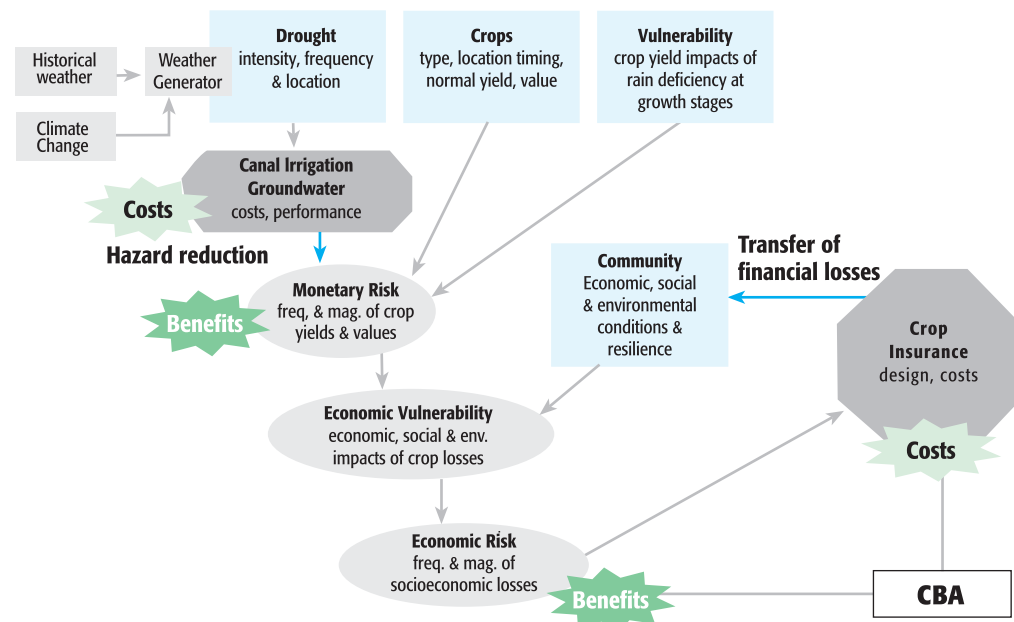 Historical
weather
Weather
Generator
Climate
Change
Drought
intensity, frequency
& location
Crops
type, location timing,
normal yield, value
Vulnerability
crop yield impacts of
rain deficiency at
growth stages
Canal Irrigation
Groundwater
costs, performance
Costs
Hazard reduction
Monetary Risk
freq, & mag. of crop
yields & values
Benefits
Community
Economic, social
& environmental
conditions &
resilience
Transfer of
financial losses
Crop
Insurance
design, costs
Costs
Economic Vulnerability
economic, social & env.
impacts of crop losses
Economic Risk
freq. & mag. of
socioeconomic losses
Benefits
CBA